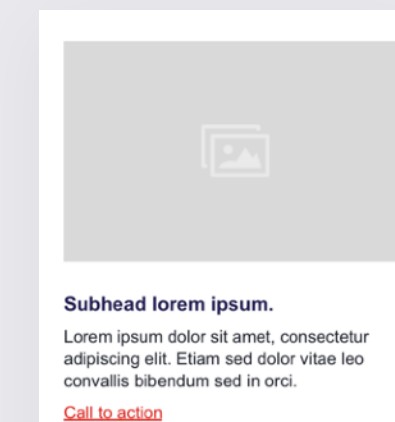 Subhead lorem ipsum.
Lorem ipsum dolor sit amet, consectetur
adipiscing elit. Etiam sed dolor vitae leo
convallis bibendum sed in orci.
Call to action